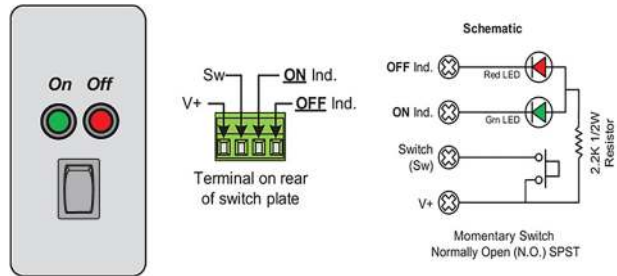 On Off
Sw
ON Ind.
V+
OFF Ind.
Terminal on rear
of switch plate
Schematic
OFF Ind.
Red LED
ON Ind.
Grn LED
Switch
(Sw)
V+
2.2K 1/2W
Resistor
Momentary Switch
Normally Open (N.O.) SPST